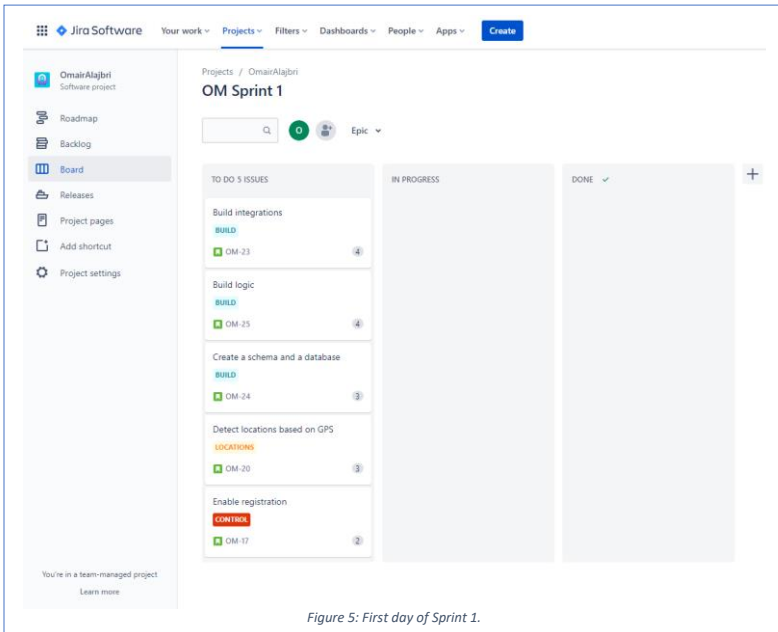 Jira Software Your work Projects Filters Dashboards People Apps Create
OmairAlajbri
Software project
Roadmap
Backlog
Board
Releases
Project pages
Add shortcut
Project settings
You're in a team-managed project
Learn more
Projects / OmairAlajbri
OM Sprint 1
O Epic
TO DO 5 ISSUES
Build integrations
BUILD
OM-23 4
Build logic
BUILD
OM-25 4
Create a schema and a database
BUILD
OM-24 3
Detect locations based on GPS
LOCATIONS
OM-20 3
Enable registration
CONTROL
OM-17 2
IN PROGRESS
DONE
Figure 5: First day of Sprint 1.